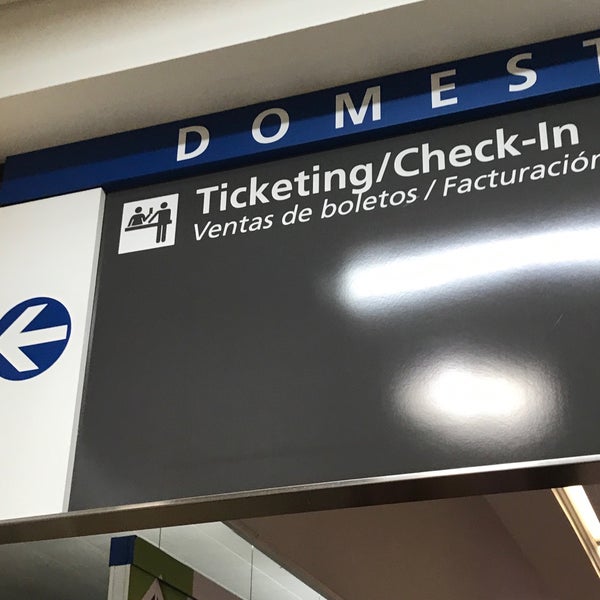 DOMEST
Ticketing/Check-In
Ventas de boletos / Facturación